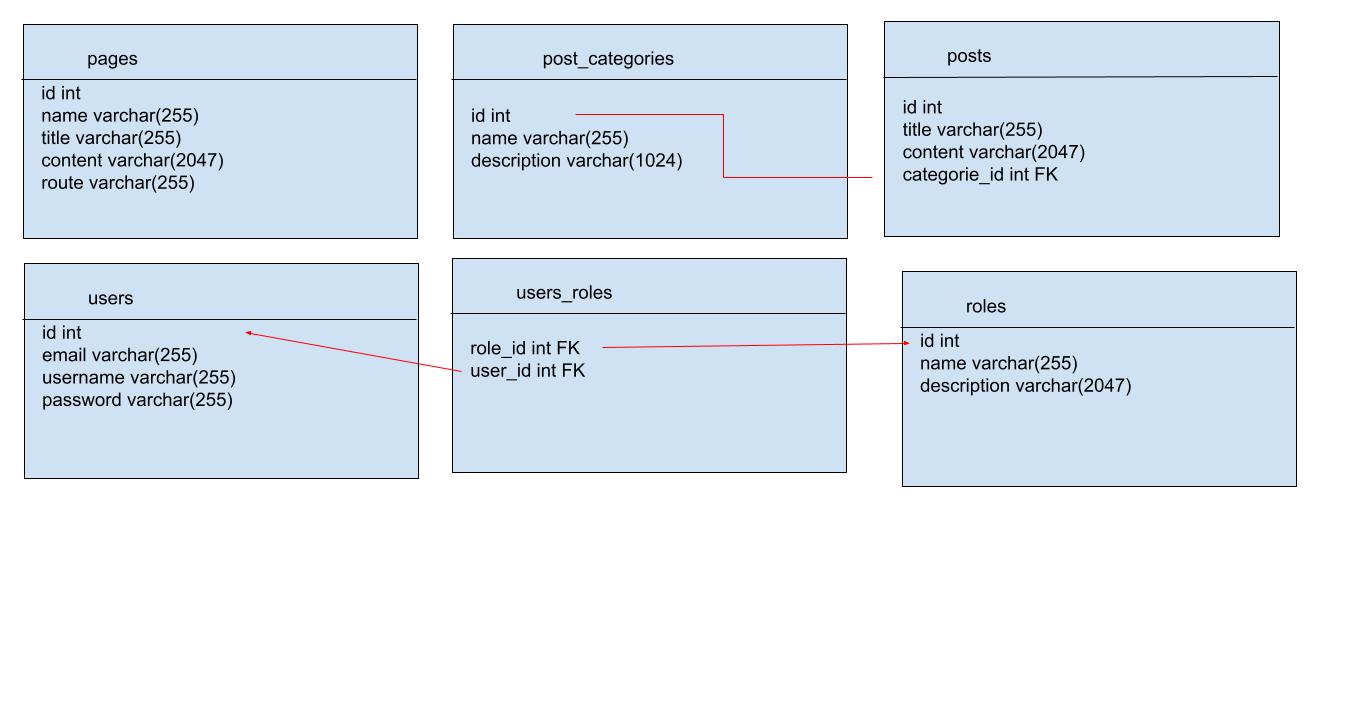 pages
id int
name varchar(255)
title varchar(255)
content varchar(2047)
route varchar(255)
post_categories
id int
name varchar(255)
description varchar(1024)
posts
id int
title varchar(255)
content varchar(2047)
categorie_id int FK
users
id int
email varchar(255)
username varchar(255)
password varchar(255)
users_roles
role_id int FK
user_id int FK
roles
id int
name varchar(255)
description varchar(2047)